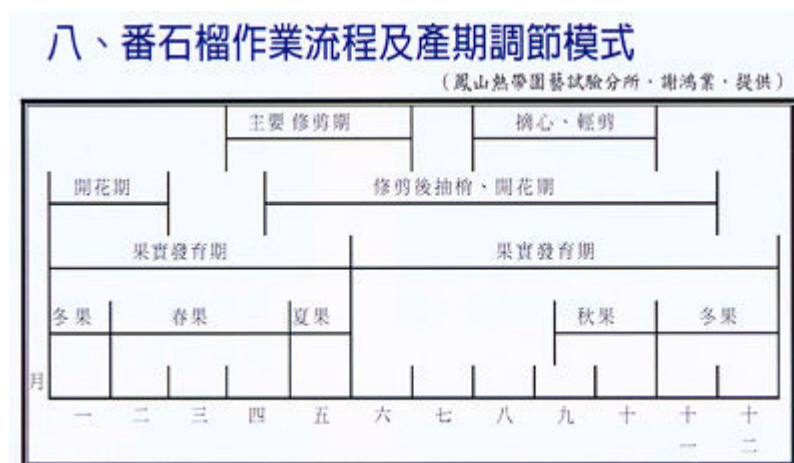 八、番石榴作業流程及產期調節模式
（鳳山熱帶園藝試驗分所．謝鴻業．提供）
主要修剪期 摘心、輕剪
開花期 修剪後抽梢、開花期
果實發育期 果實發育期
冬果 春果 夏果 秋果 冬果
月
一 二 三 四 五 六 七 八 九 十 十一 十二